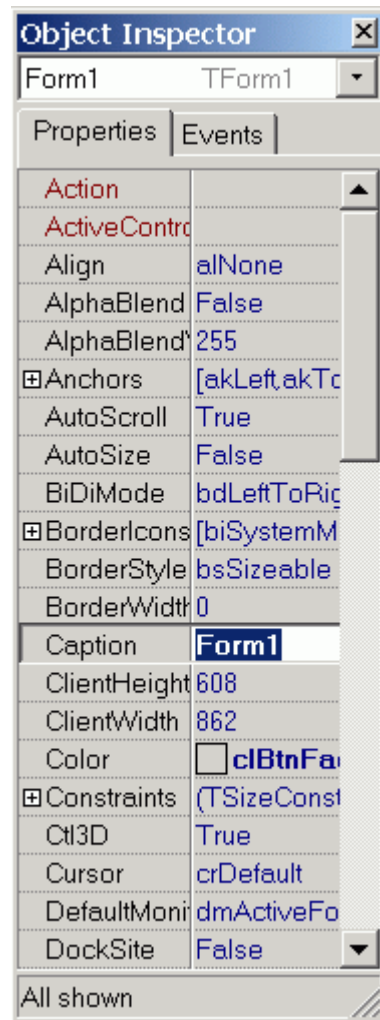 Object Inspector
Form1 TForm1
Properties Events
Action
ActiveContro
Align alNone
AlphaBlend False
AlphaBlendV 255
Anchors [akLeft,akTo
AutoScroll True
AutoSize False
BiDiMode bdLeftToRig
BorderIcons [biSystemM
BorderStyle bsSizeable
BorderWidth 0
Caption Form1
ClientHeight 608
ClientWidth 862
Color clBtnFa
Constraints (TSizeConst
Ctl3D True
Cursor crDefault
DefaultMoni dmActiveFo
DockSite False
All shown